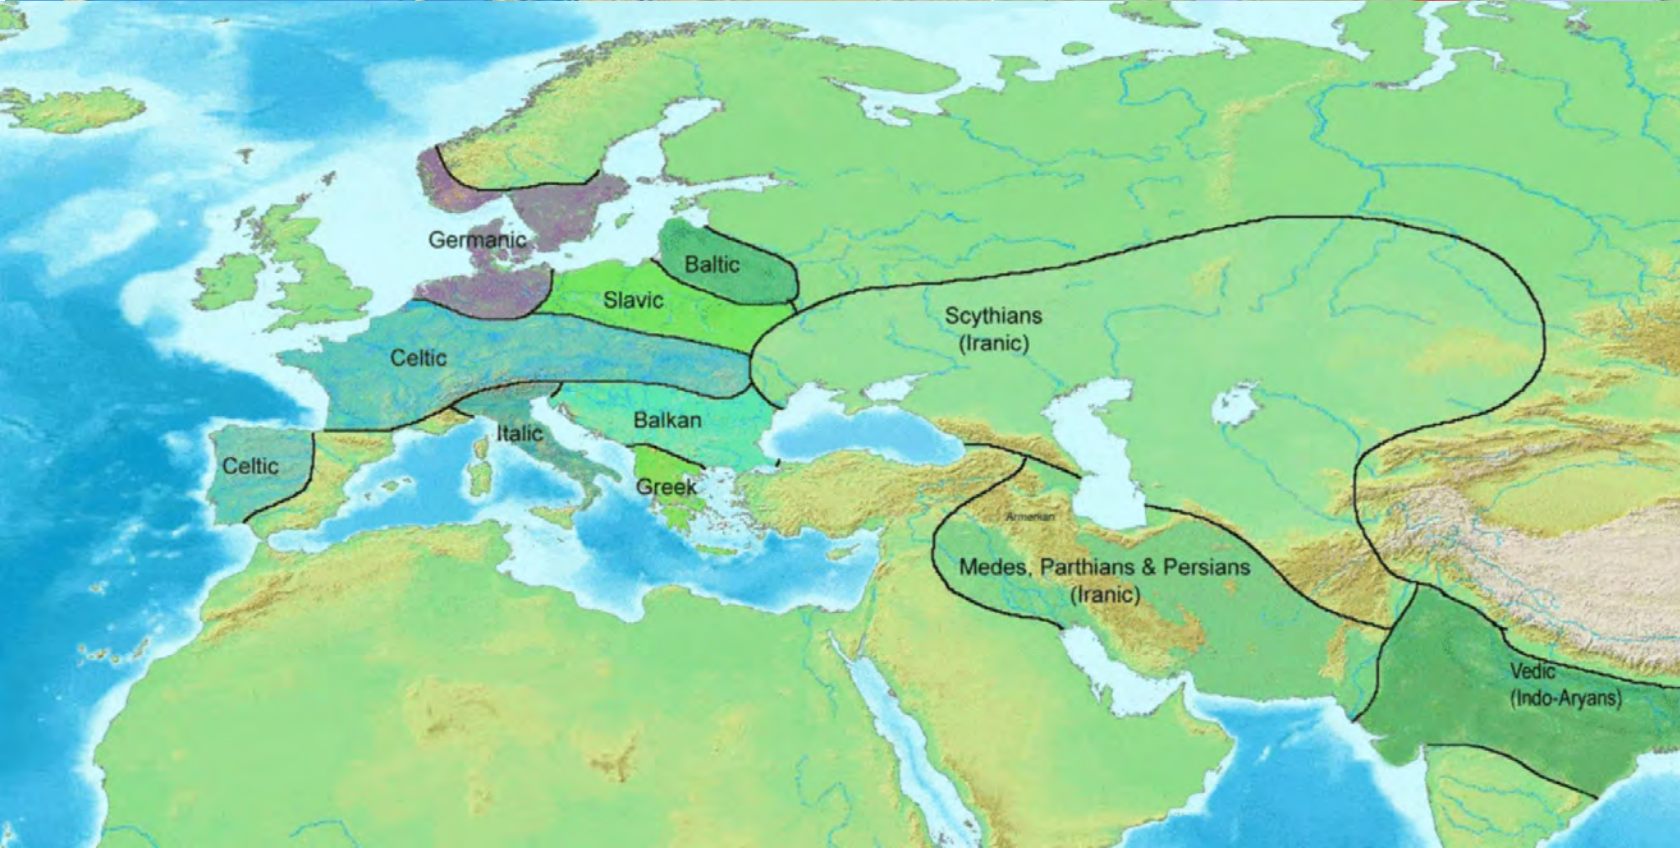 Germanic
Baltic
Slavic
Scythians
(Iranic)
Celtic
Balkan
Italic
Celtic
Greek
Armenian
Medes, Parthians & Persians
(Iranic)
Vedic
(Indo-Aryans)